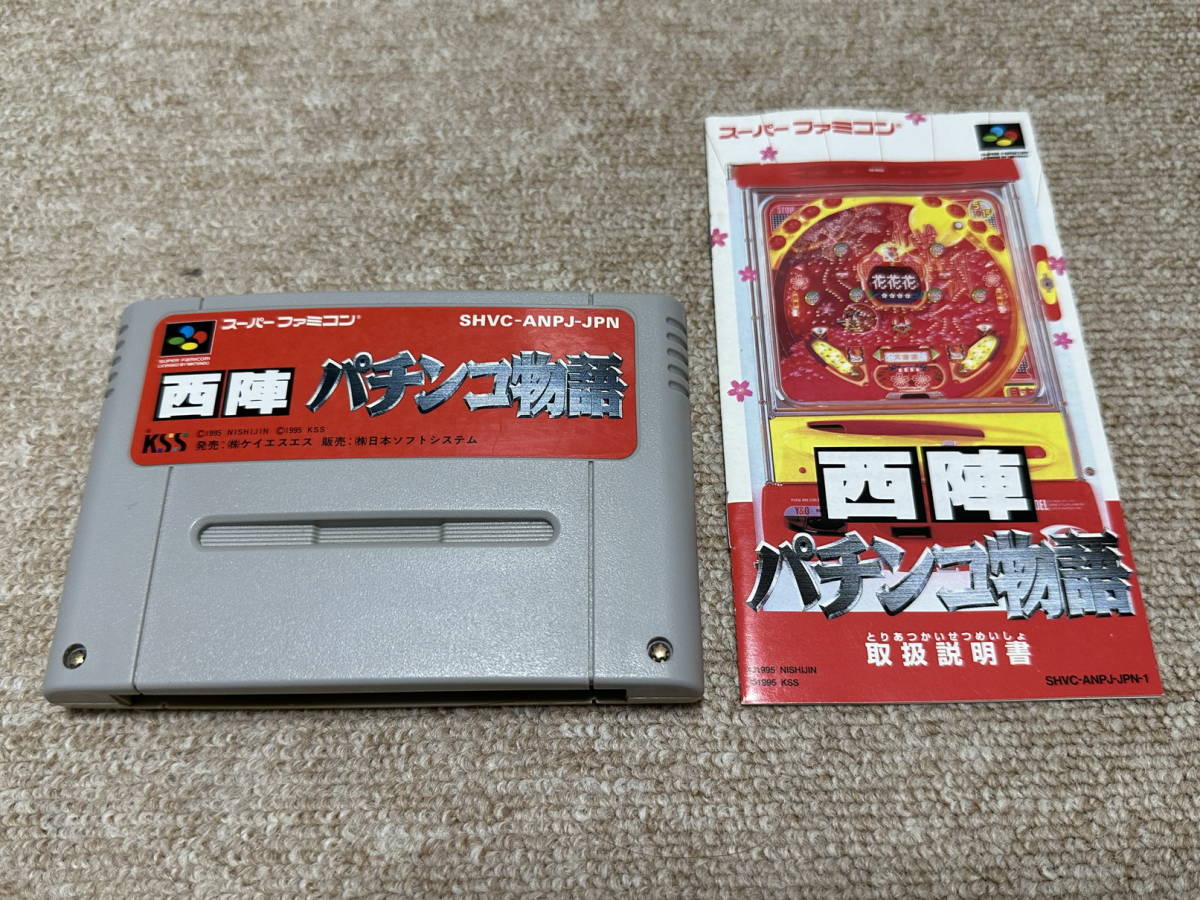 スーパーファミコン
SHVC-ANPJ-JPN
SUPER FAMICOM
LICENSED BY NINTENDO
西陣 パチンコ物語
©1995 NISHIJIN ©1995 KSS
KSS 発売:㈱ケイエスエス 販売:㈱日本ソフトシステム
スーパーファミコン
STOP
花花花
Y&O
西陣
パチンコ物語
とりあつかいせつめいしょ
取扱説明書
©1995 NISHIJIN
©1995 KSS
SHVC-ANPJ-JPN-1